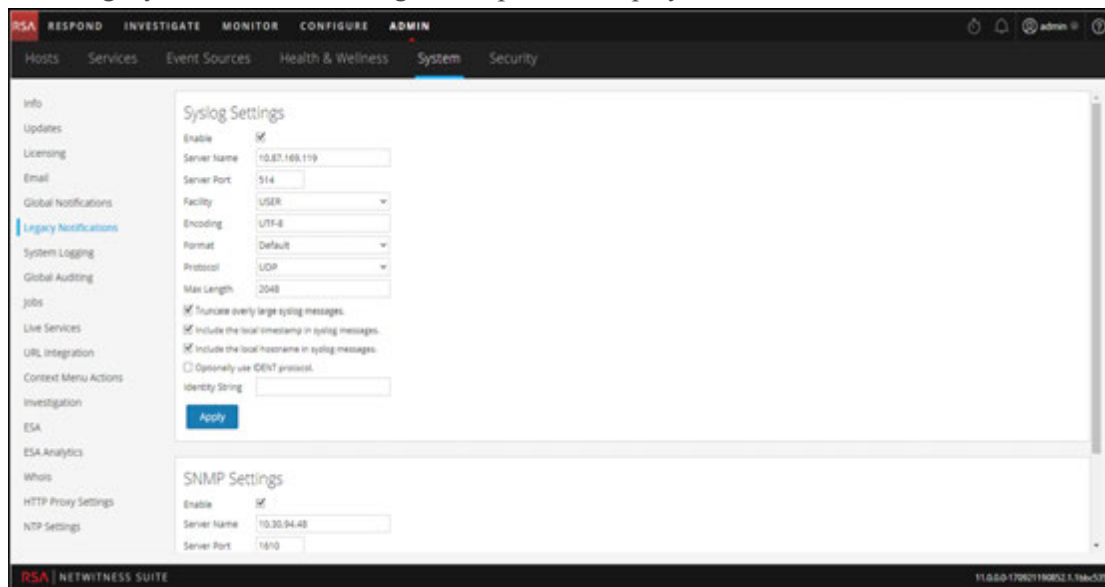 RSA RESPOND INVESTIGATE MONITOR CONFIGURE ADMIN admin
Hosts Services Event Sources Health & Wellness System Security
Info
Updates
Licensing
Email
Global Notifications
Legacy Notifications
System Logging
Global Auditing
Jobs
Live Services
URL Integration
Context Menu Actions
Investigation
ESA
ESA Analytics
Whois
HTTP Proxy Settings
NTP Settings
Syslog Settings
Enable
Server Name 10.87.169.119
Server Port 514
Facility USER
Encoding UTF-8
Format Default
Protocol UDP
Max Length 2048
Truncate overly large syslog messages.
Include the local timestamp in syslog messages.
Include the local hostname in syslog messages.
Optionally use IDENT protocol.
Identity String
Apply
SNMP Settings
Enable
Server Name 10.30.94.48
Server Port 1610
RSA | NETWITNESS SUITE